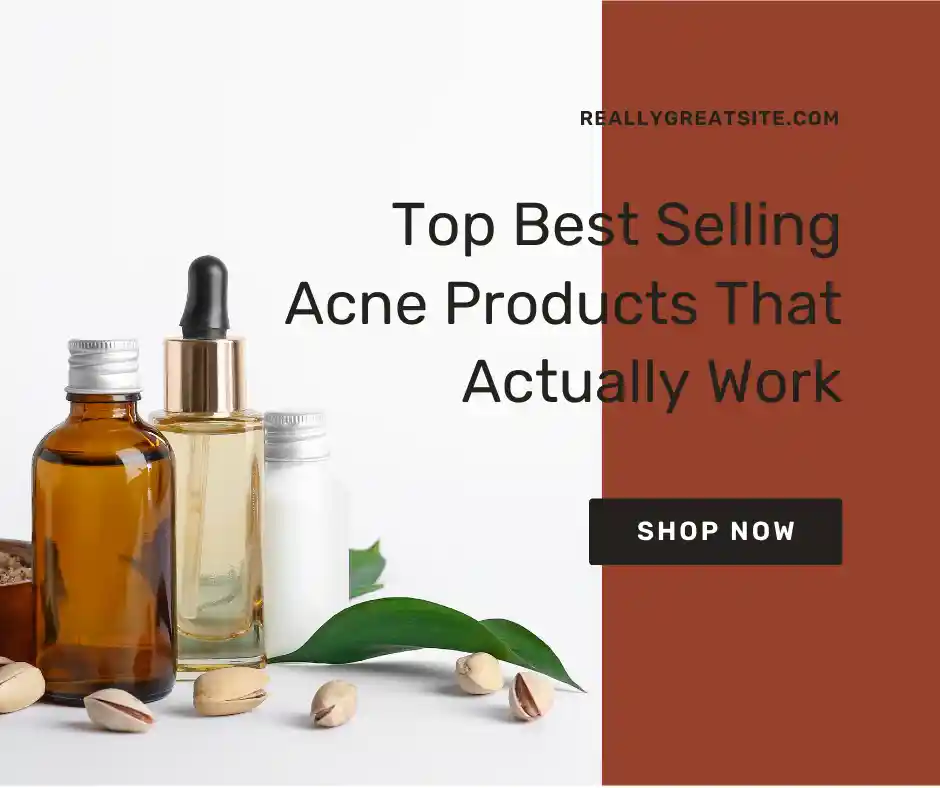 REALLYGREATSITE.COM
Top Best Selling
Acne Products That
Actually Work
SHOP NOW